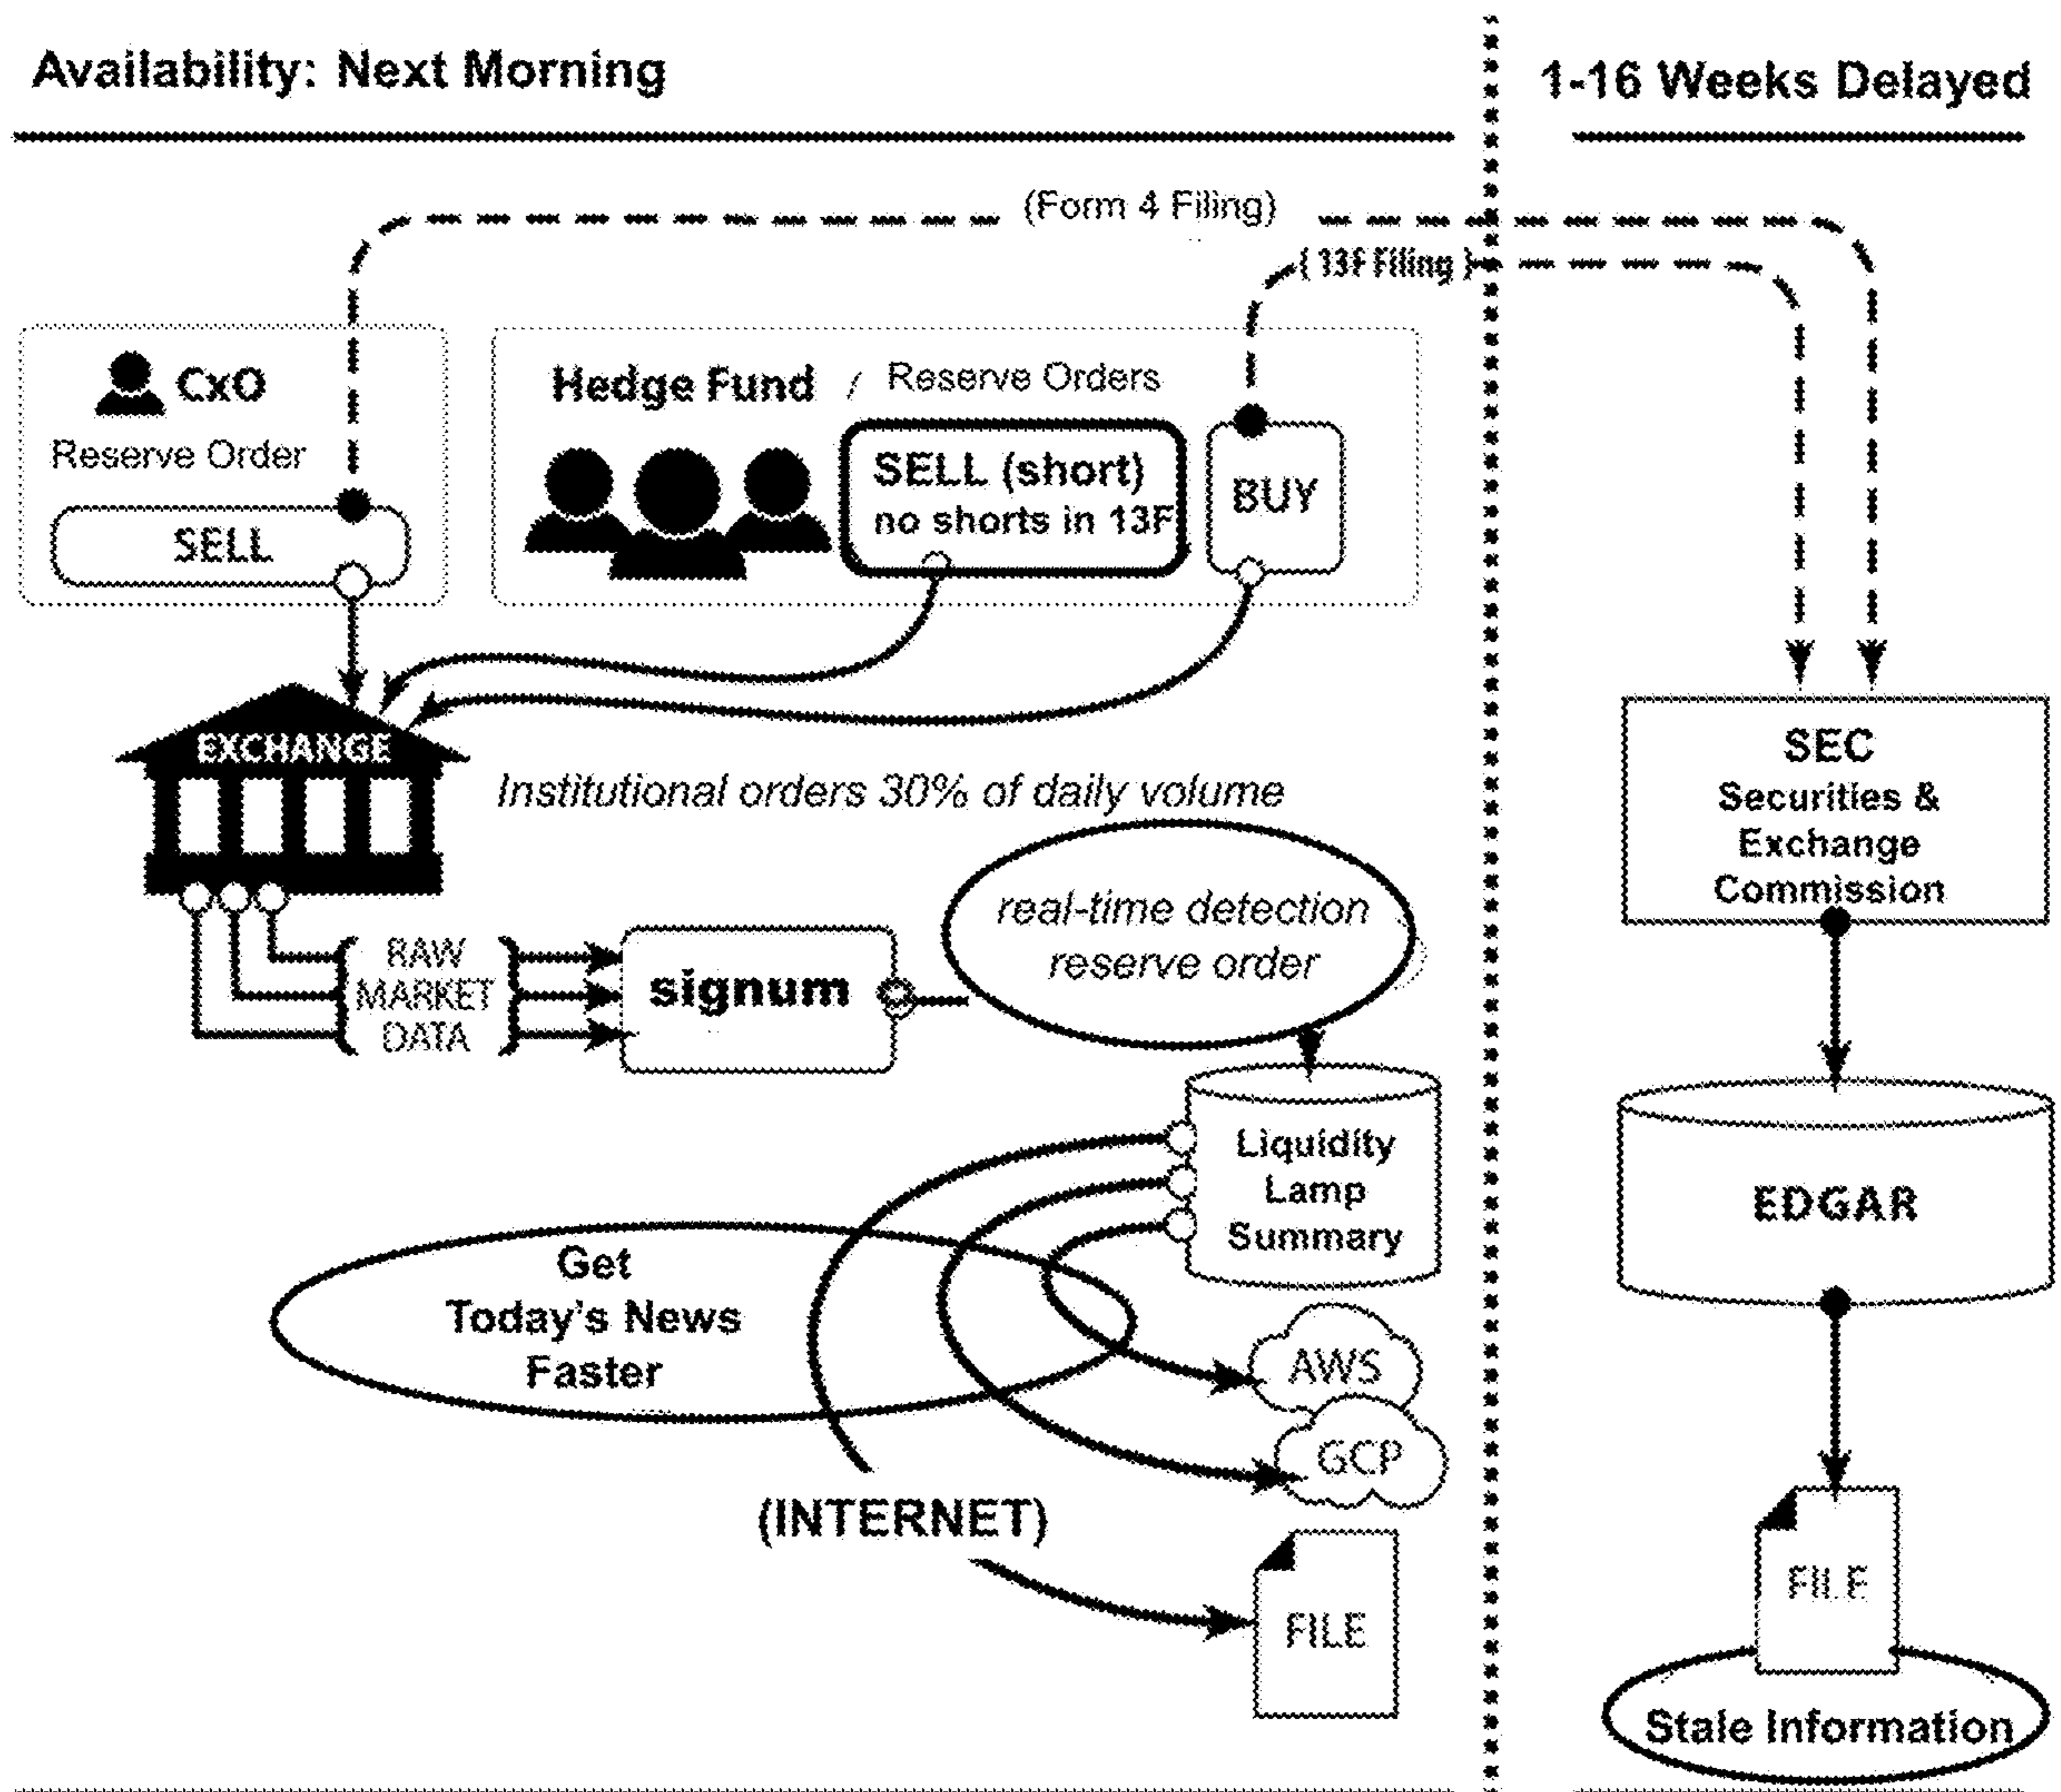 Availability: Next Morning
1-16 Weeks Delayed
(Form 4 Filing)
( 13F Filing )
CxO
Reserve Order
SELL
Hedge Fund / Reserve Orders
SELL (short)
no shorts in 13F
BUY
EXCHANGE
Institutional orders 30% of daily volume
RAW
MARKET
DATA
signum
real-time detection
reserve order
Liquidity
Lamp
Summary
Get
Today's News
Faster
AWS
GCP
(INTERNET)
FILE
SEC
Securities &
Exchange
Commission
EDGAR
FILE
Stale Information